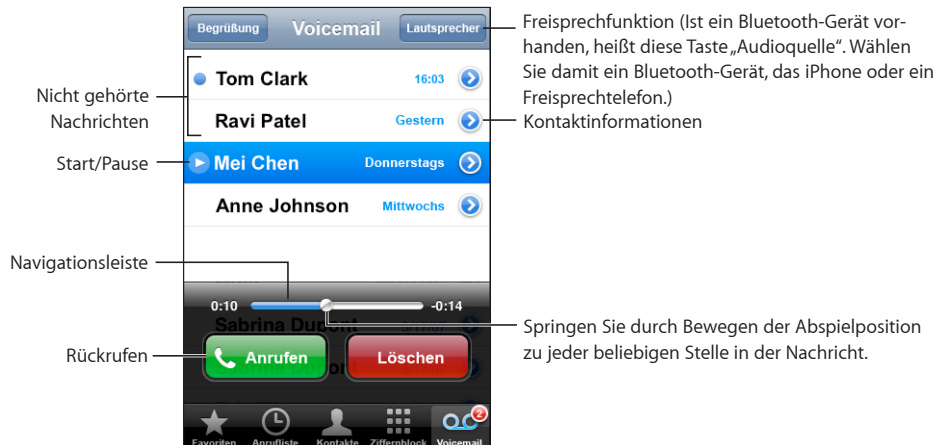 Begrüßung Voicemail Lautsprecher
Tom Clark 16:03
Ravi Patel Gestern
Mei Chen Donnerstags
Anne Johnson Mittwochs
0:10 -0:14
Sabrina Dupont
Anrufen Löschen
Favoriten Anrufliste Kontakte Ziffernblock Voicemail
2
Nicht gehörte
Nachrichten
Start/Pause
Navigationsleiste
Rückrufen
Freisprechfunktion (Ist ein Bluetooth-Gerät vor-
handen, heißt diese Taste „Audioquelle“. Wählen
Sie damit ein Bluetooth-Gerät, das iPhone oder ein
Freisprechtelefon.)
Kontaktinformationen
Springen Sie durch Bewegen der Abspielposition
zu jeder beliebigen Stelle in der Nachricht.